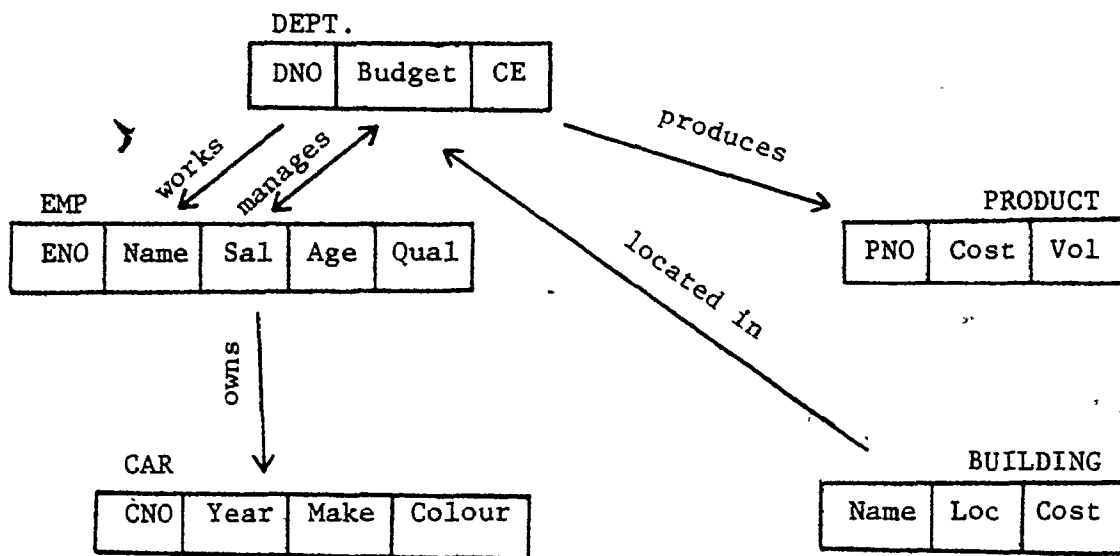 DEPT.
DNO Budget CE
works
manages
produces
EMP
ENO Name Sal Age Qual
PRODUCT
PNO Cost Vol
located in
owns
CAR
CNO Year Make Colour
BUILDING
Name Loc Cost